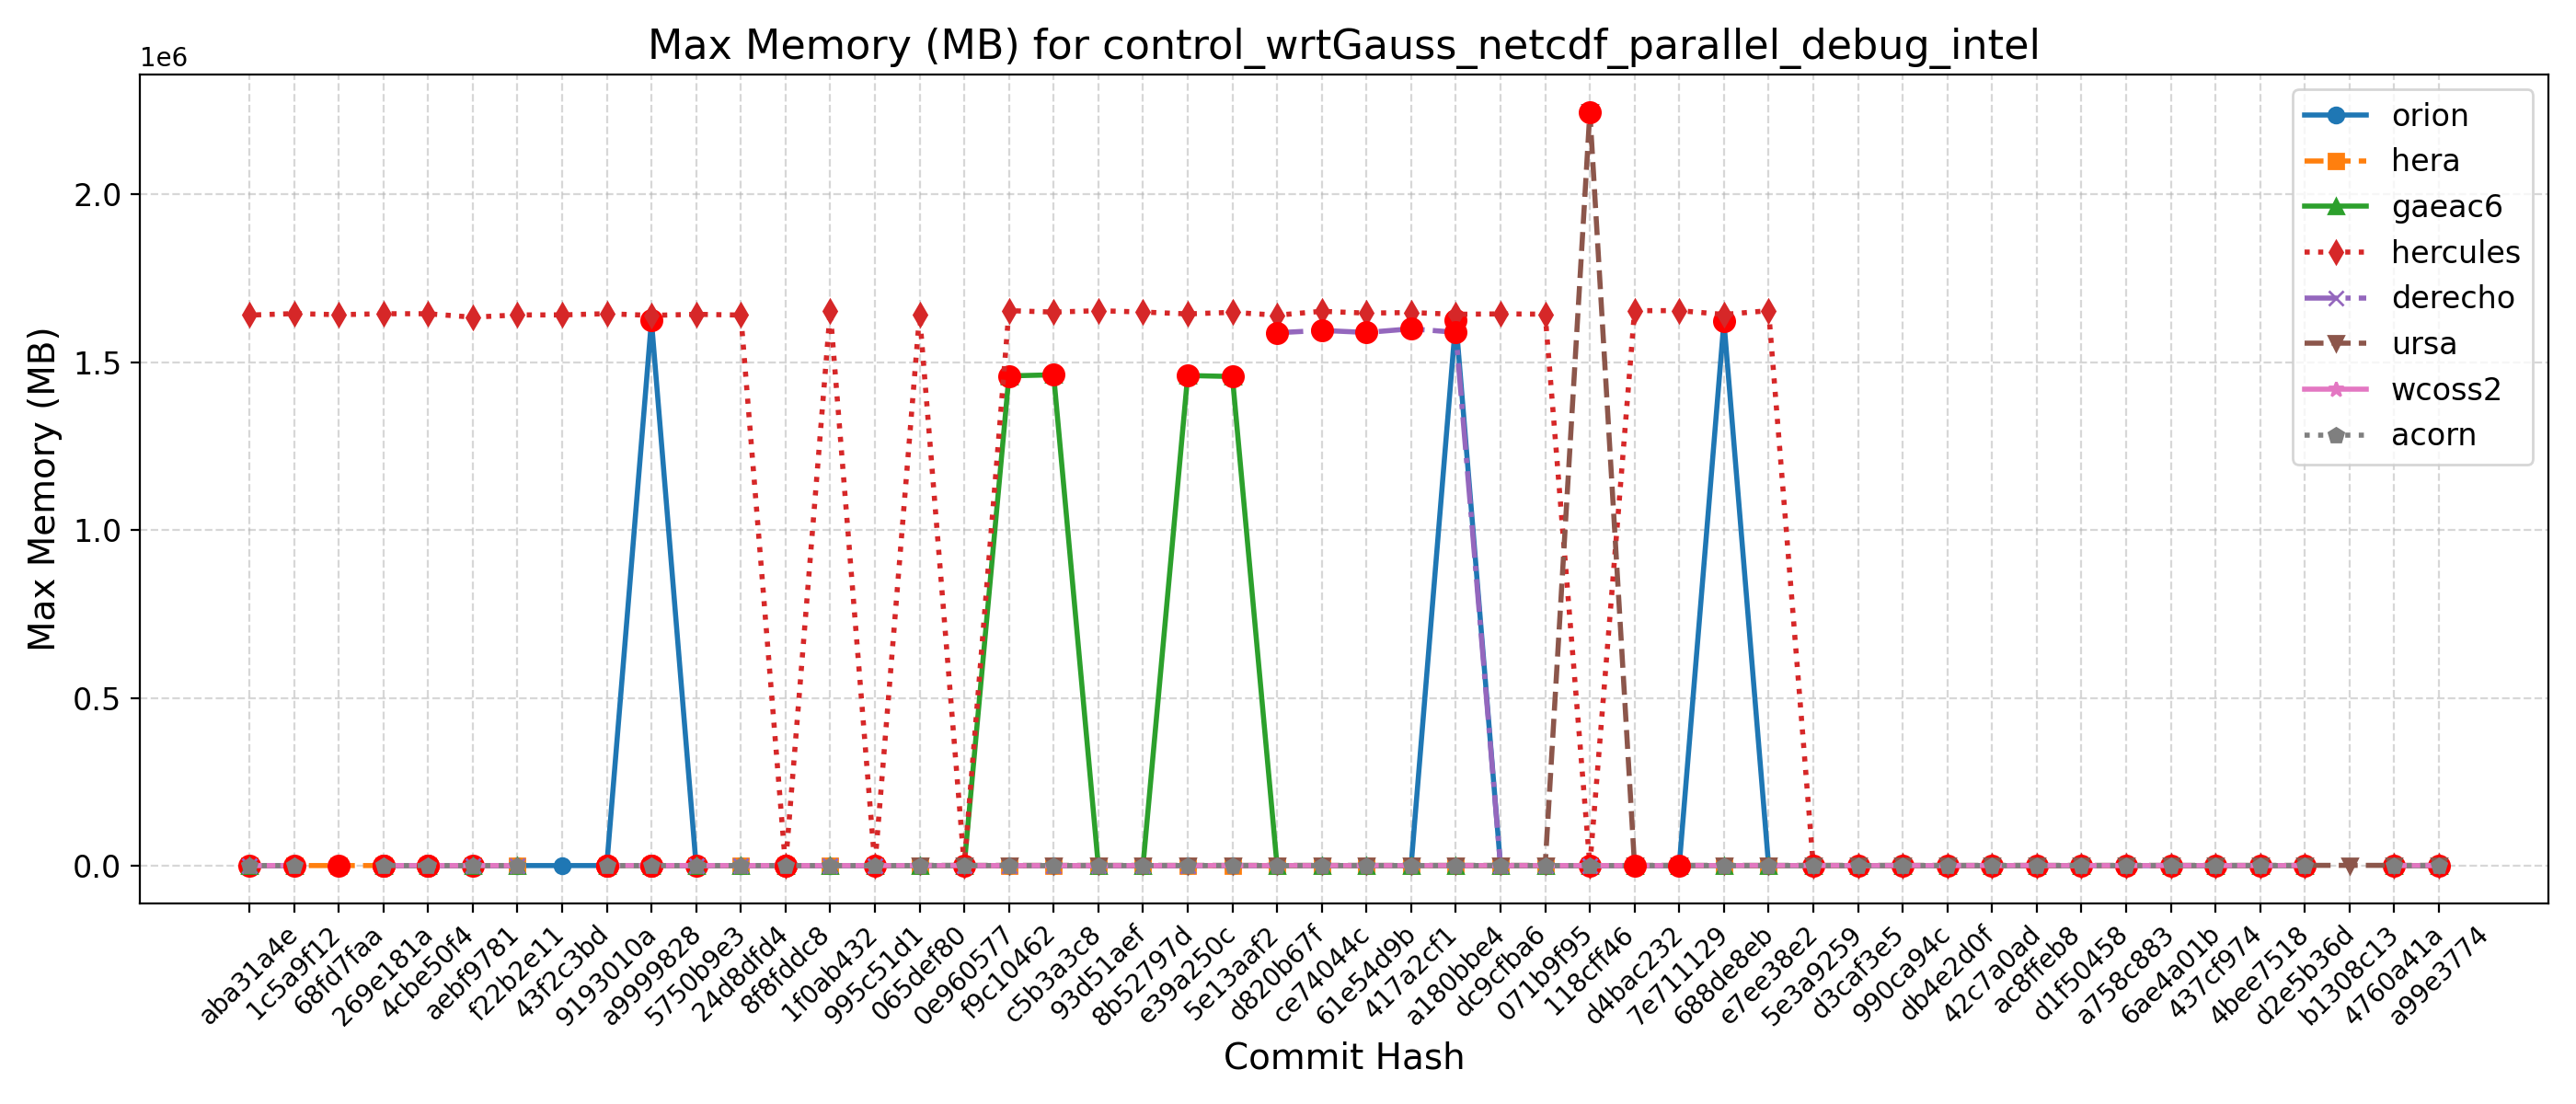 Max Memory (MB) for control_wrtGauss_netcdf_parallel_debug_intel
1e6
2.0
1.5
1.0
0.5
0.0
Max Memory (MB)
orion
hera
gaeac6
hercules
derecho
ursa
wcoss2
acorn
aba31a4e
1c5a9f12
68fd7faa
269e181a
4cbe50f4
aebf9781
f22b2e11
43f2c3bd
9193010a
a9999828
5750b9e3
24d8dfd4
8f8fddc8
1f0ab432
995c51d1
065def80
0e960577
f9c10462
c5b3a3c8
93d51aef
8b52797d
e39a250c
5e13aaf2
d820b67f
ce74044c
61e54d9b
417a2cf1
a180bbe4
dc9cfba6
071b9f95
118cff46
d4bac232
7e711129
688de8eb
e7ee38e2
5e3a9259
d3caf3e5
990ca94c
db4e2d0f
42c7a0ad
ac8ffeb8
d1f50458
a758c883
6ae4a01b
437cf974
4bee7518
d2e5b36d
b1308c13
4760a41a
a99e3774
Commit Hash